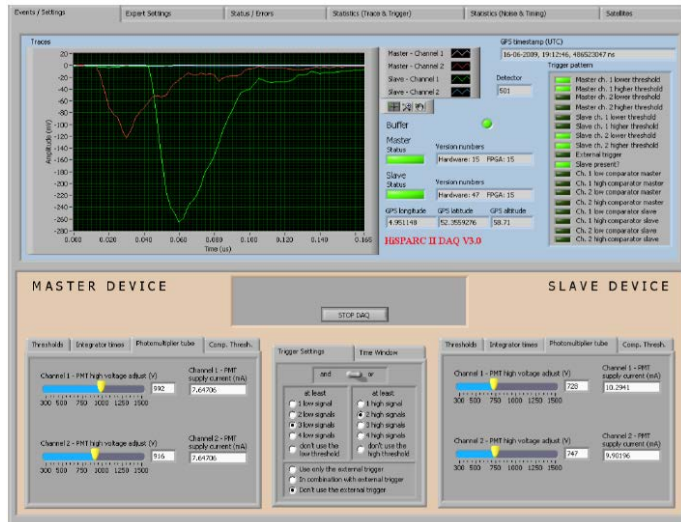 Events / Settings
Expert Settings
Status / Errors
Statistics (Trace & Trigger)
Statistics (Noise & Timing)
Satellites
Traces
20
0
-20
-40
-60
-80
-100
-120
-140
-160
-180
-200
-220
-240
-260
-280
Amplitude (mV)
0.000 0.020 0.040 0.060 0.080 0.100 0.120 0.140 0.160
Time (us)
Master - Channel 1
Master - Channel 2
Slave - Channel 1
Slave - Channel 2
GPS timestamp (UTC)
16-06-2009, 19:12:46, 486523047 ns
Detector
501
Trigger pattern
Master ch. 1 lower threshold
Master ch. 1 higher threshold
Master ch. 2 lower threshold
Master ch. 2 higher threshold
Slave ch. 1 lower threshold
Slave ch. 1 higher threshold
Slave ch. 2 lower threshold
Slave ch. 2 higher threshold
External trigger
Slave present?
Ch. 1 low comparator master
Ch. 1 high comparator master
Ch. 2 low comparator master
Ch. 2 high comparator master
Ch. 1 low comparator slave
Ch. 1 high comparator slave
Ch. 2 low comparator slave
Ch. 2 high comparator slave
Buffer
Master
Status
Version numbers
Hardware: 15 FPGA: 15
Slave
Status
Version numbers
Hardware: 47 FPGA: 15
GPS longitude GPS latitude GPS altitude
4.951148 52.3559276 58.71
HiSPARC II DAQ V3.0
MASTER DEVICE
STOP DAQ
SLAVE DEVICE
Thresholds
Integrator times
Photomultiplier tube
Comp. Thresh.
Channel 1 - PMT high voltage adjust (V)
992
300 500 750 1000 1250 1500
Channel 1 - PMT
supply current (mA)
7.64706
Channel 2 - PMT high voltage adjust (V)
916
300 500 750 1000 1250 1500
Channel 2 - PMT
supply current (mA)
7.64706
Trigger Settings
Time Window
and or
at least
1 low signal
2 low signals
3 low signals
4 low signals
don't use the
low threshold
at least
1 high signal
2 high signals
3 high signals
4 high signals
don't use the
high threshold
Use only the external trigger
In combination with external trigger
Don't use the external trigger
Thresholds
Integrator times
Photomultiplier tube
Comp. Thresh.
Channel 1 - PMT high voltage adjust (V)
728
300 500 750 1000 1250 1500
Channel 1 - PMT
supply current (mA)
10.2941
Channel 2 - PMT high voltage adjust (V)
747
300 500 750 1000 1250 1500
Channel 2 - PMT
supply current (mA)
9.90196